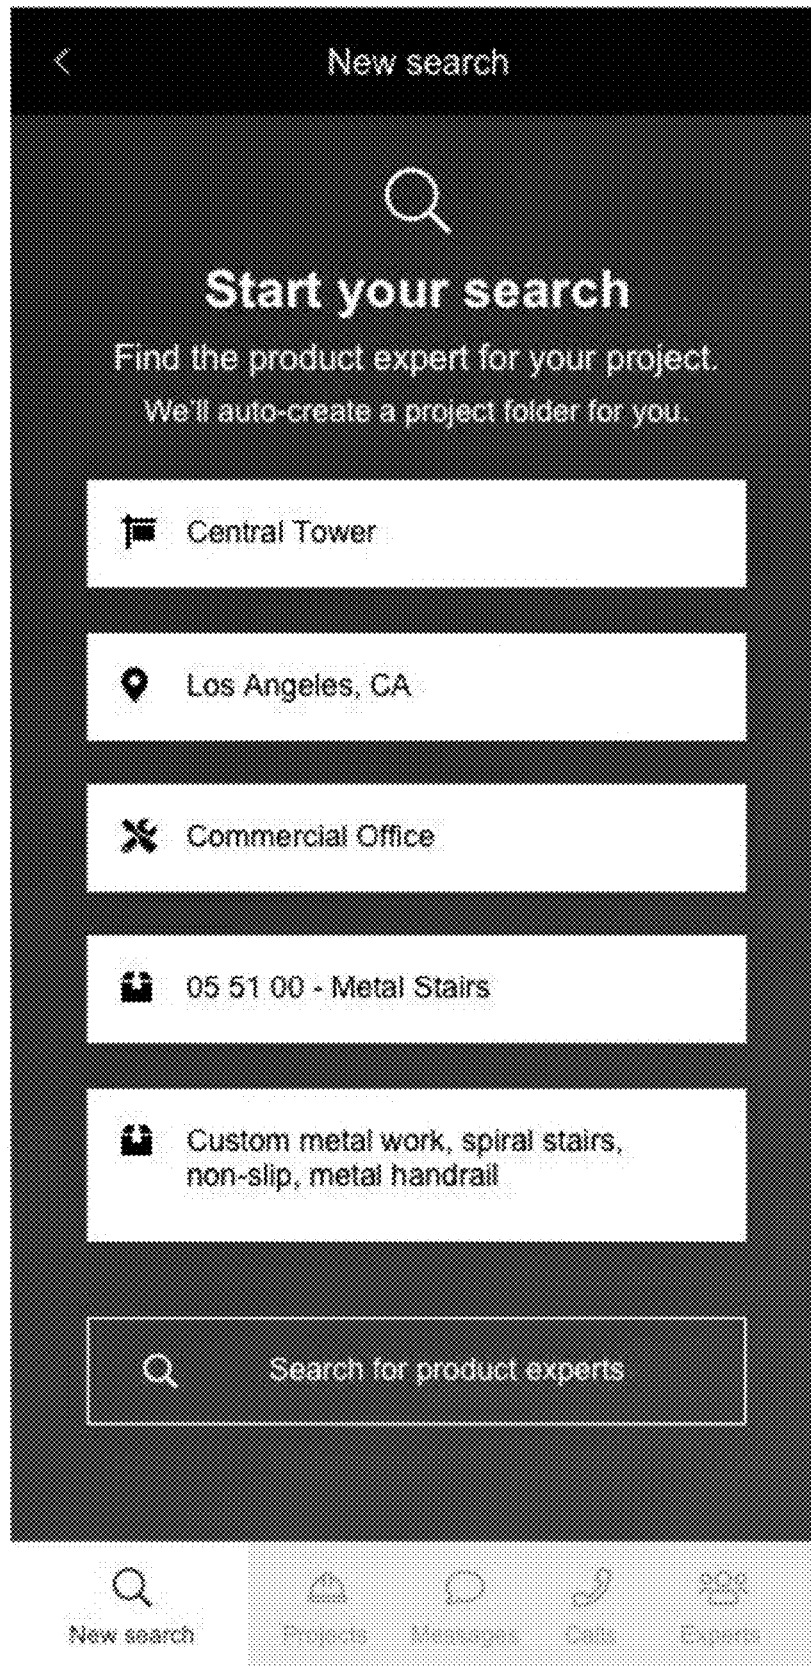 New search
Start your search
Find the product expert for your project.
We'll auto-create a project folder for you.
Central Tower
Los Angeles, CA
Commercial Office
05 51 00 - Metal Stairs
Custom metal work, spiral stairs,
non-slip, metal handrail
Search for product experts
New search Projects Messages Calls Experts